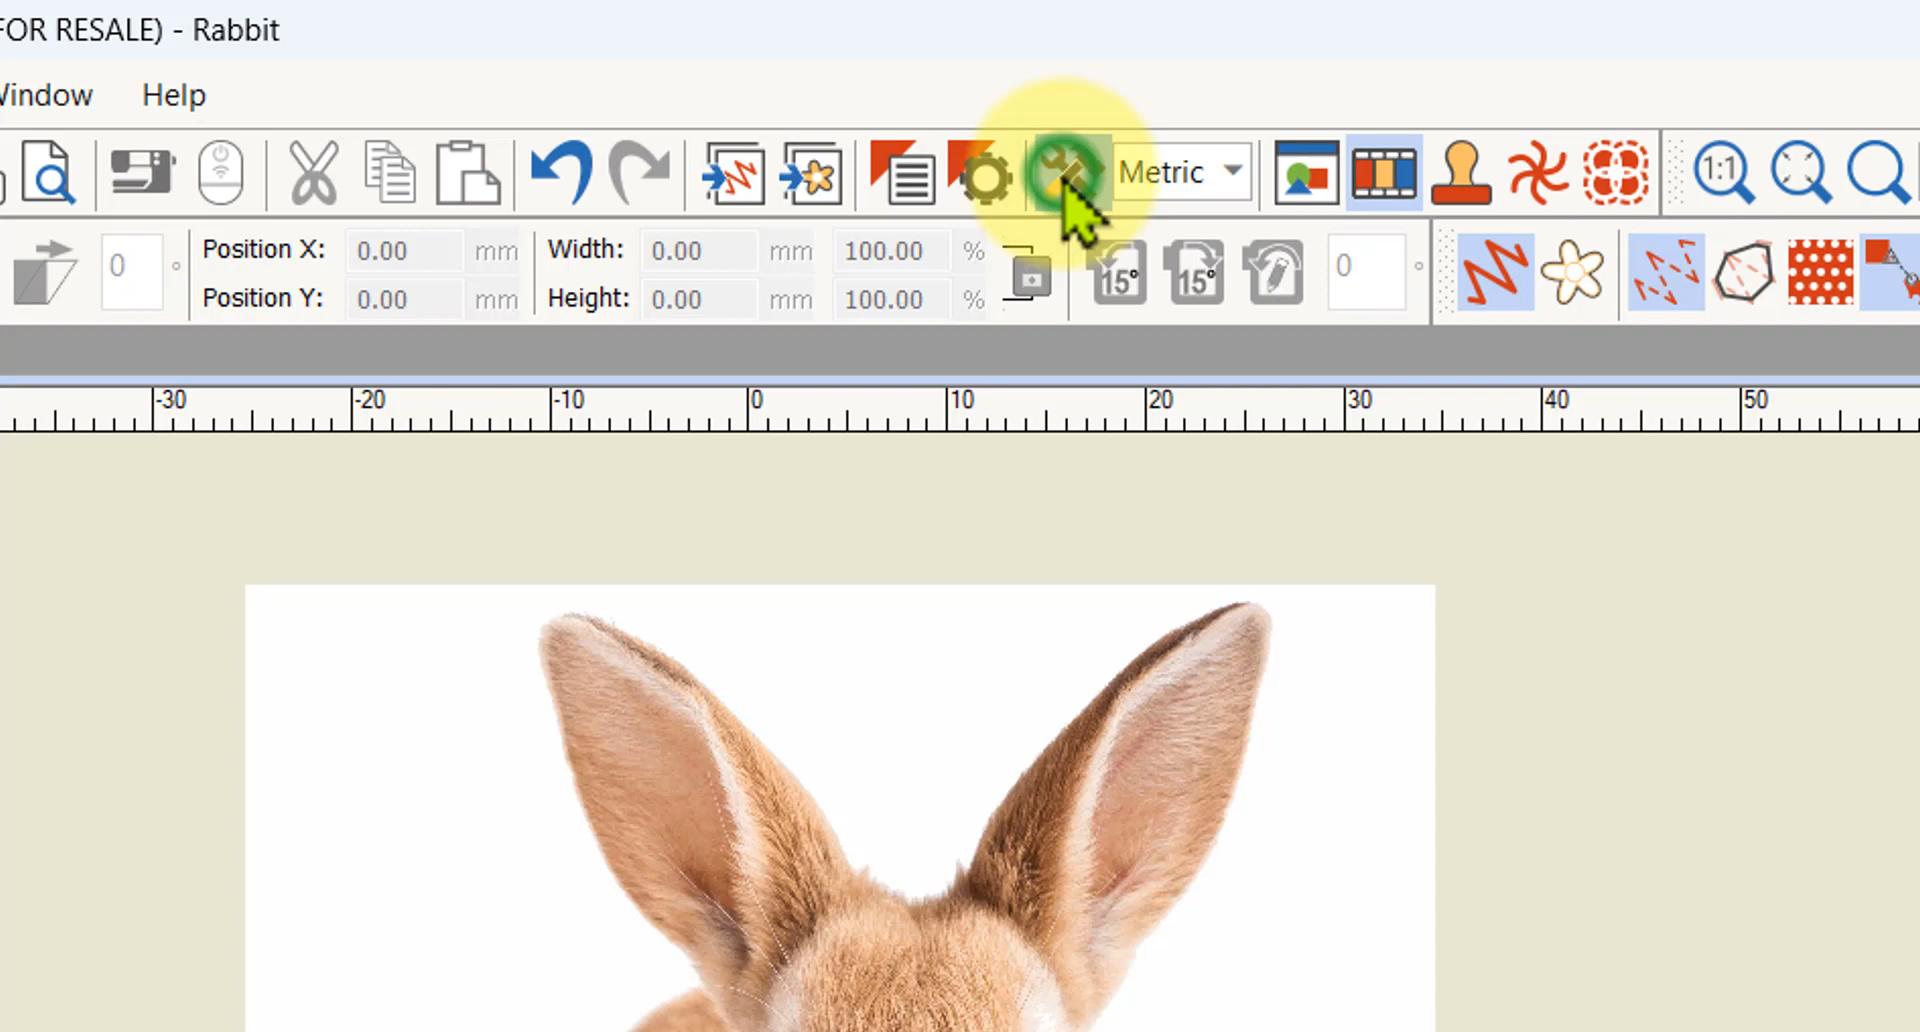 FOR RESALE) - Rabbit
Window Help
Metric
1:1
0 °
Position X: 0.00 mm
Width: 0.00 mm 100.00 %
15° 15°
0 °
Position Y: 0.00 mm
Height: 0.00 mm 100.00 %
-30 -20 -10 0 10 20 30 40 50